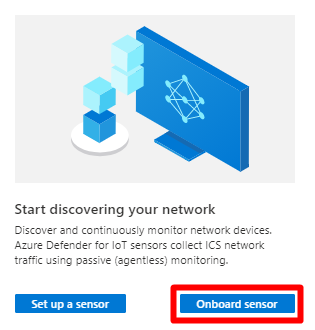 Start discovering your network
Discover and continuously monitor network devices.
Azure Defender for IoT sensors collect ICS network
traffic using passive (agentless) monitoring.
Set up a sensor
Onboard sensor